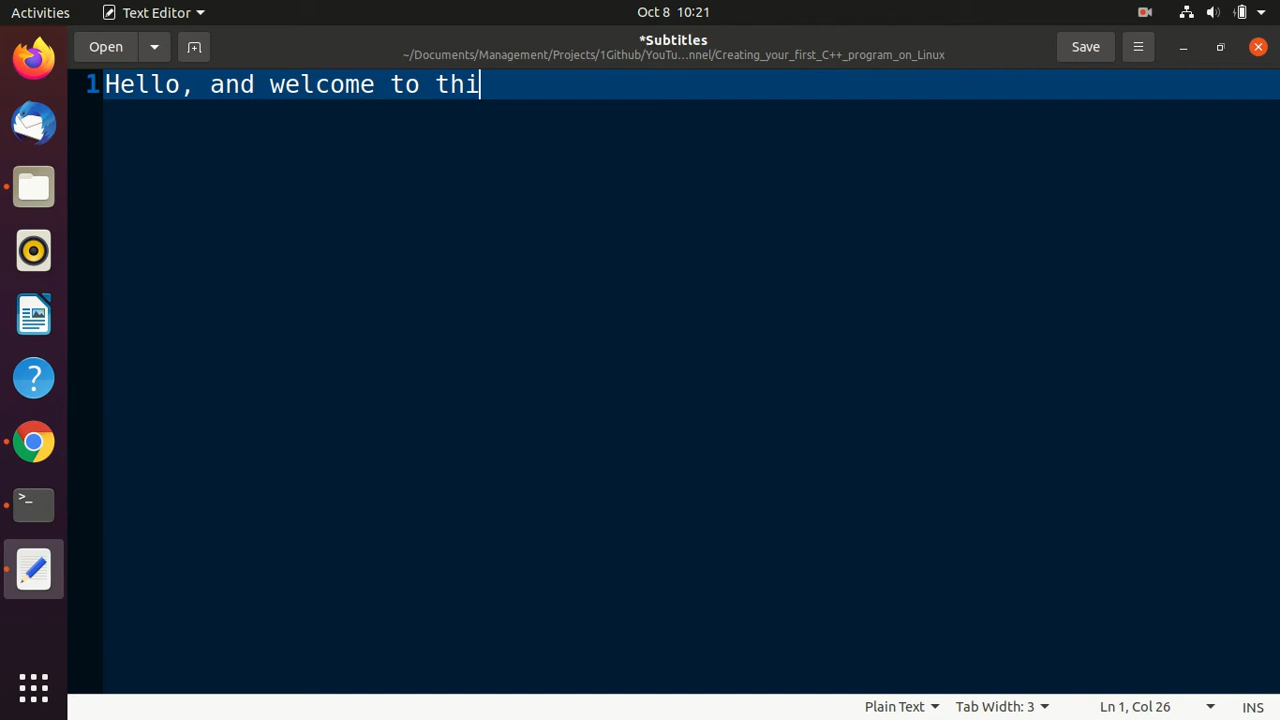 Activities Text Editor Oct 8 10:21
Open *Subtitles Save
~/Documents/Management/Projects/1Github/YouTu…nnel/Creating_your_first_C++_program_on_Linux
1 Hello, and welcome to thi
Plain Text Tab Width: 3 Ln 1, Col 26 INS